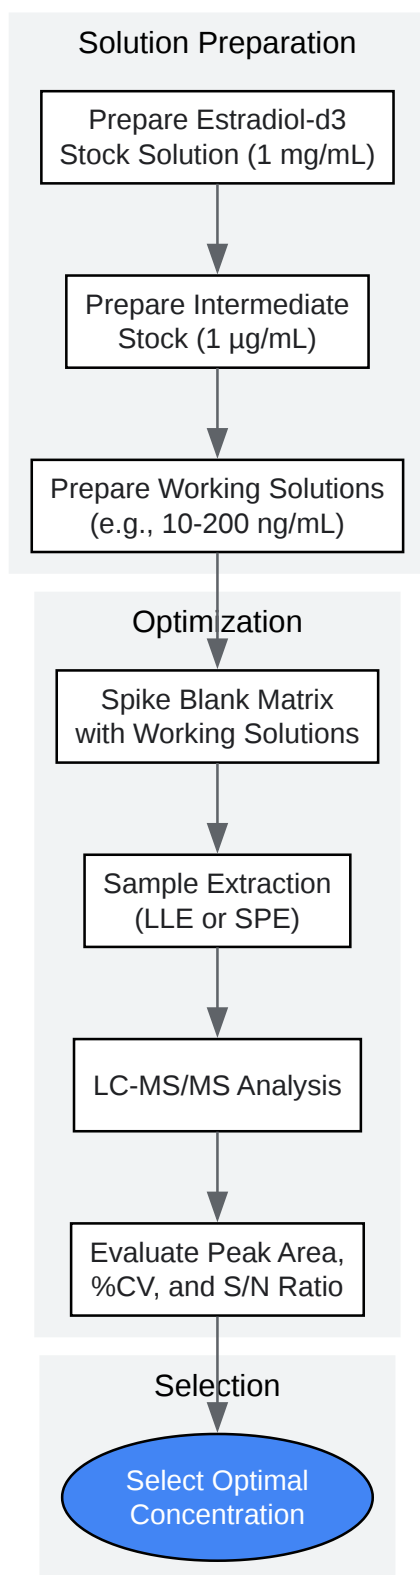 Solution Preparation
Prepare Estradiol-d3
Stock Solution (1 mg/mL)
Prepare Intermediate
Stock (1 µg/mL)
Prepare Working Solutions
(e.g., 10-200 ng/mL)
Optimization
Spike Blank Matrix
with Working Solutions
Sample Extraction
(LLE or SPE)
LC-MS/MS Analysis
Evaluate Peak Area,
%CV, and S/N Ratio
Selection
Select Optimal
Concentration